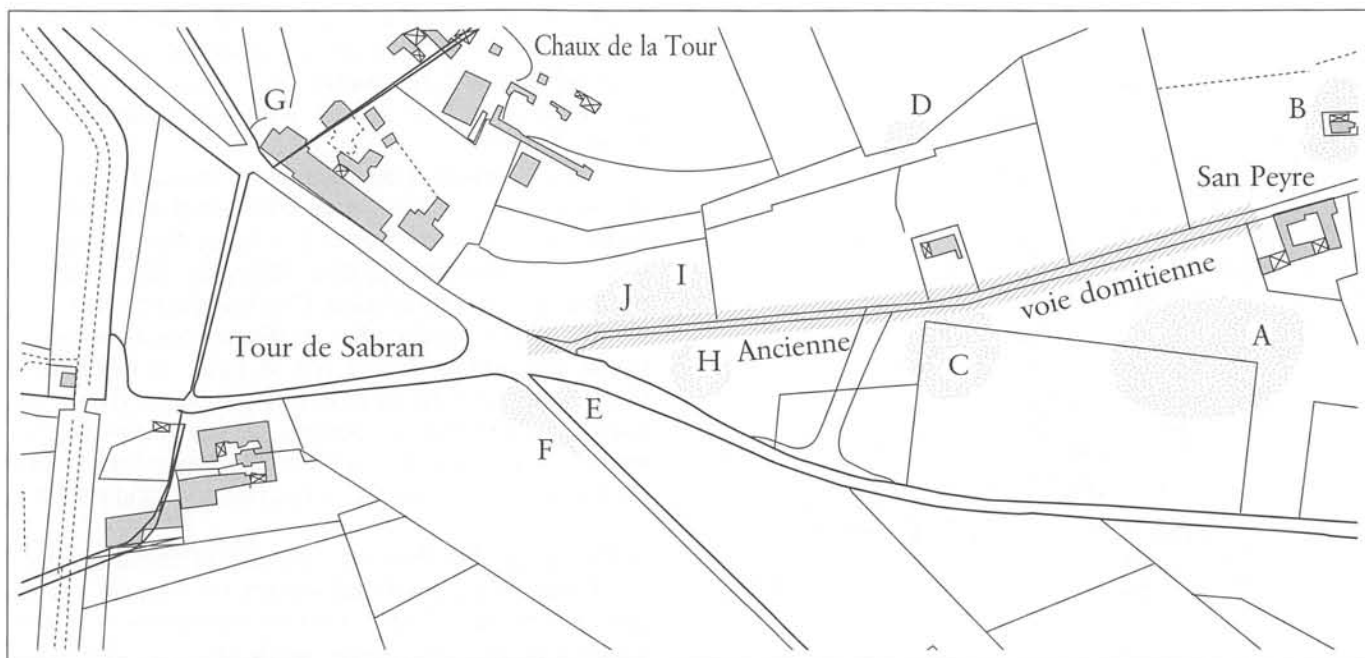 Chaux de la Tour
G
D
B
San Peyre
I
J
voie domitienne
Tour de Sabran
H
Ancienne
A
C
E
F